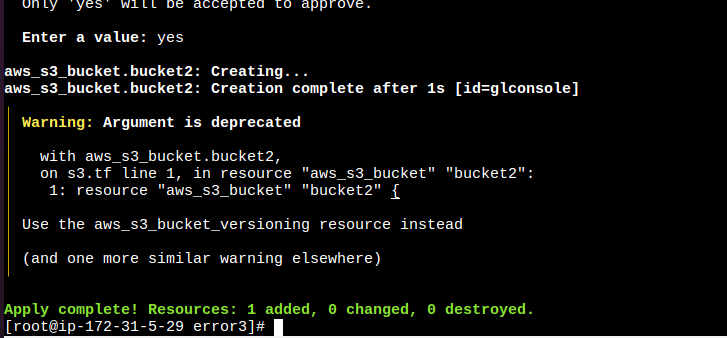 Only 'yes' will be accepted to approve.
Enter a value: yes
aws_s3_bucket.bucket2: Creating...
aws_s3_bucket.bucket2: Creation complete after 1s [id=glconsole]
Warning: Argument is deprecated
with aws_s3_bucket.bucket2,
on s3.tf line 1, in resource "aws_s3_bucket" "bucket2":
1: resource "aws_s3_bucket" "bucket2" {
Use the aws_s3_bucket_versioning resource instead
(and one more similar warning elsewhere)
Apply complete! Resources: 1 added, 0 changed, 0 destroyed.
[root@ip-172-31-5-29 error3]#